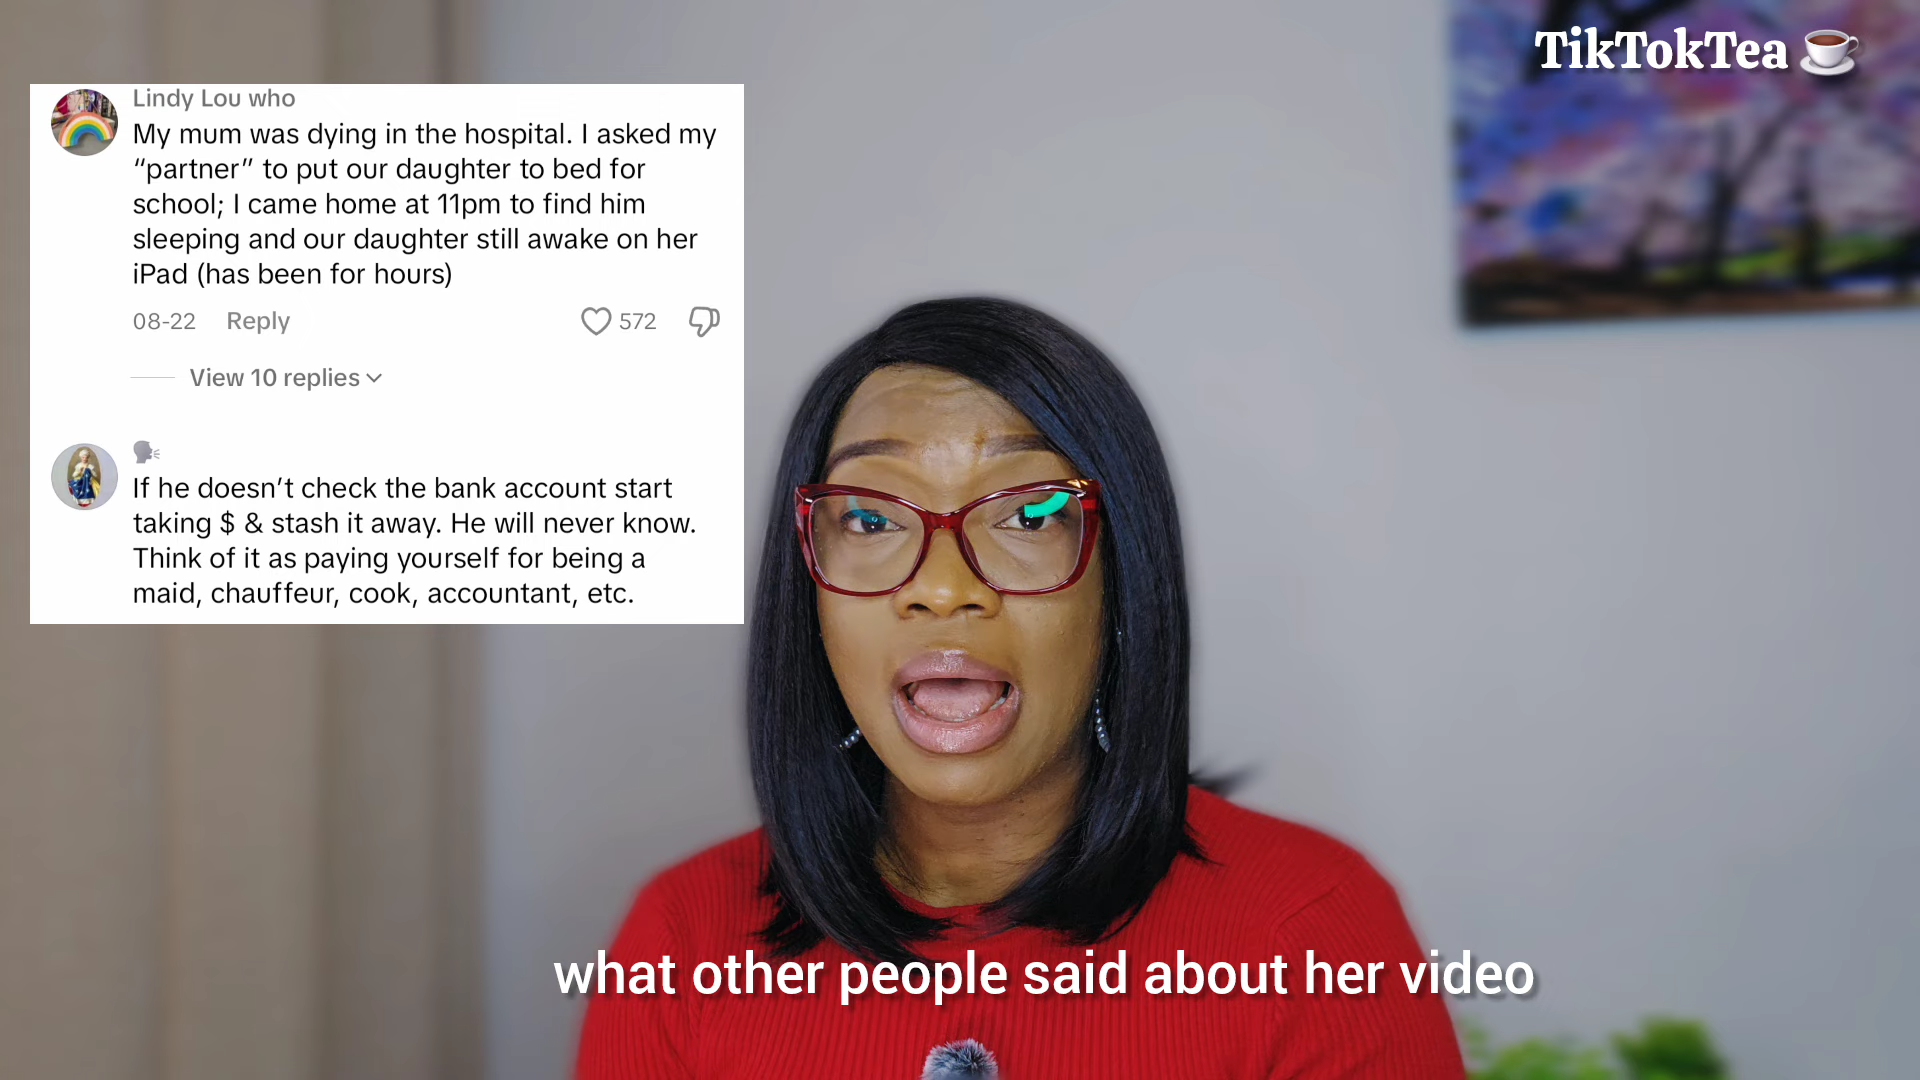 TikTokTea ☕
Lindy Lou who
My mum was dying in the hospital. I asked my
“partner” to put our daughter to bed for
school; I came home at 11pm to find him
sleeping and our daughter still awake on her
iPad (has been for hours)
08-22 Reply 572
View 10 replies
🗣
If he doesn’t check the bank account start
taking $ & stash it away. He will never know.
Think of it as paying yourself for being a
maid, chauffeur, cook, accountant, etc.
what other people said about her video